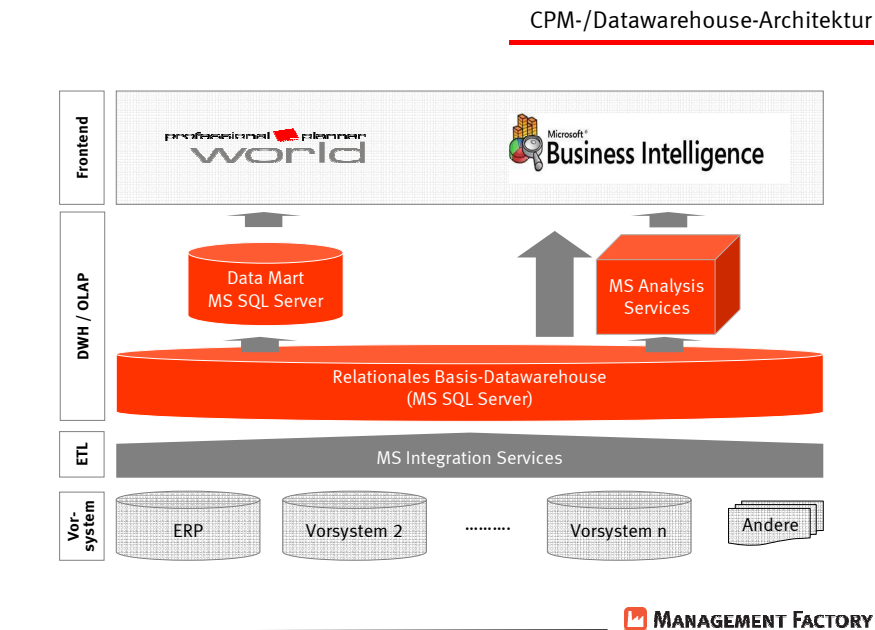 CPM-/Datawarehouse-Architektur
Frontend
professional planner
world
Microsoft®
Business Intelligence
DWH / OLAP
Data Mart
MS SQL Server
MS Analysis
Services
Relationales Basis-Datawarehouse
(MS SQL Server)
ETL
MS Integration Services
Vor-
system
ERP
Vorsystem 2
..........
Vorsystem n
Andere
MANAGEMENT FACTORY